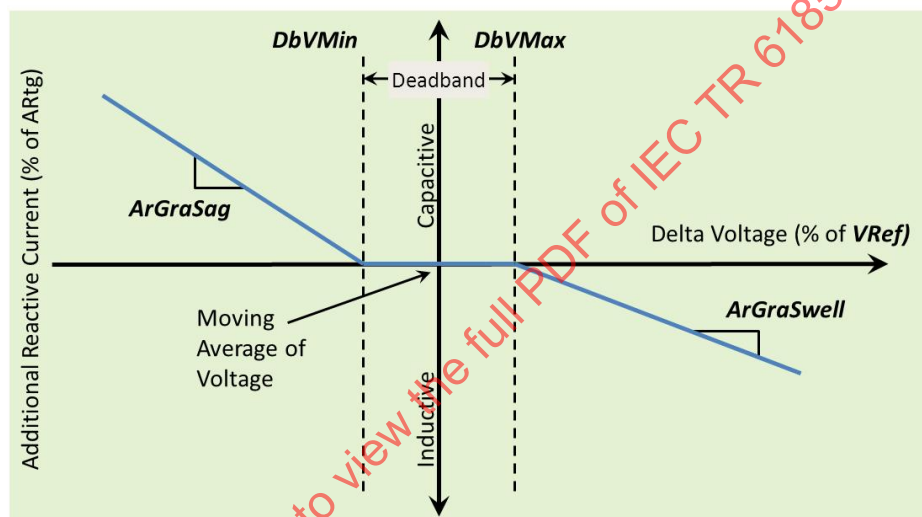 DbVMin
DbVMax
Deadband
Additional Reactive Current (% of ARtg)
Capacitive
ArGraSag
Delta Voltage (% of VRef)
ArGraSwell
Moving
Average of
Voltage
Inductive
to view the full PDF of IEC TR 6185